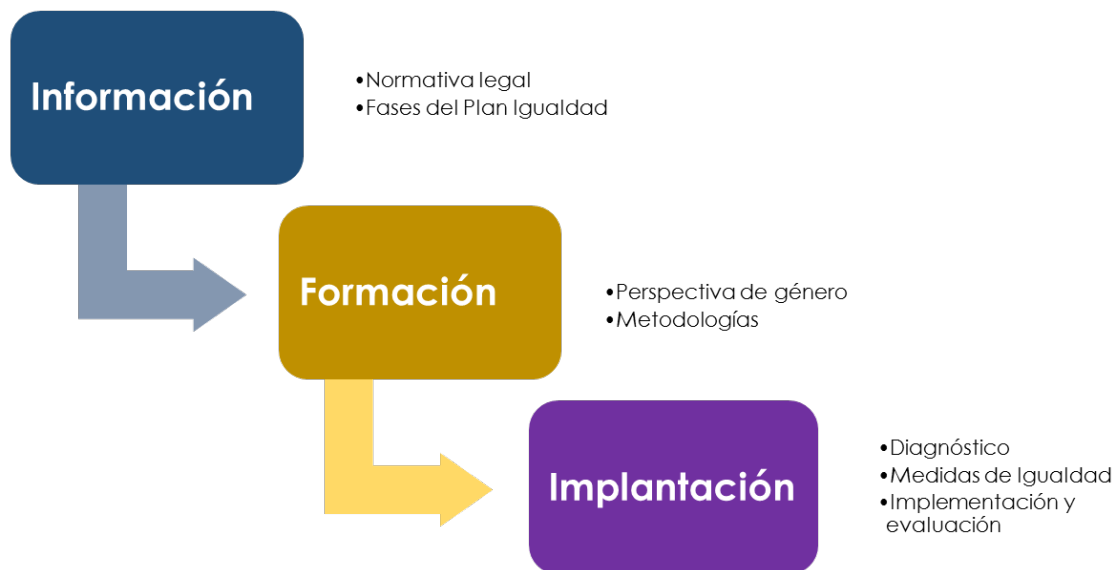 Información
•Normativa legal
•Fases del Plan Igualdad
Formación
•Perspectiva de género
•Metodologías
Implantación
•Diagnóstico
•Medidas de Igualdad
•Implementación y
evaluación